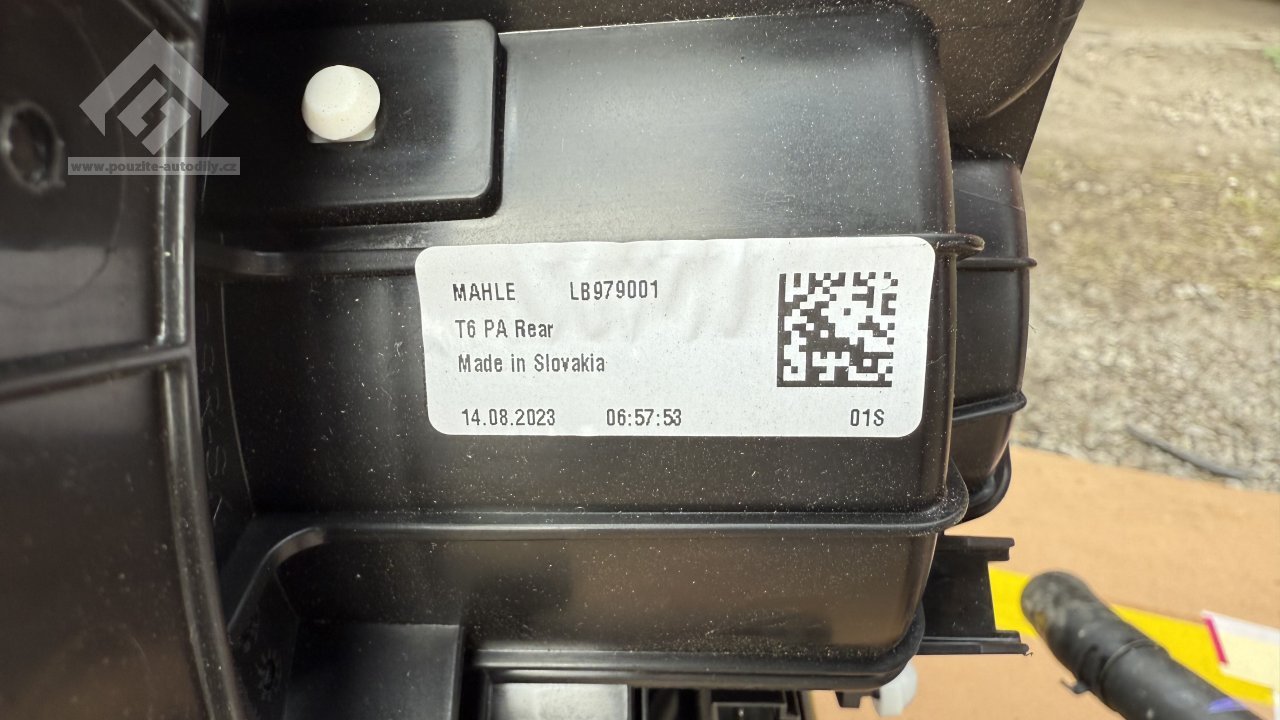 www.pouzite-autodily.cz
MAHLE LB979001
T6 PA Rear
Made in Slovakia
14.08.2023 06:57:53 01S